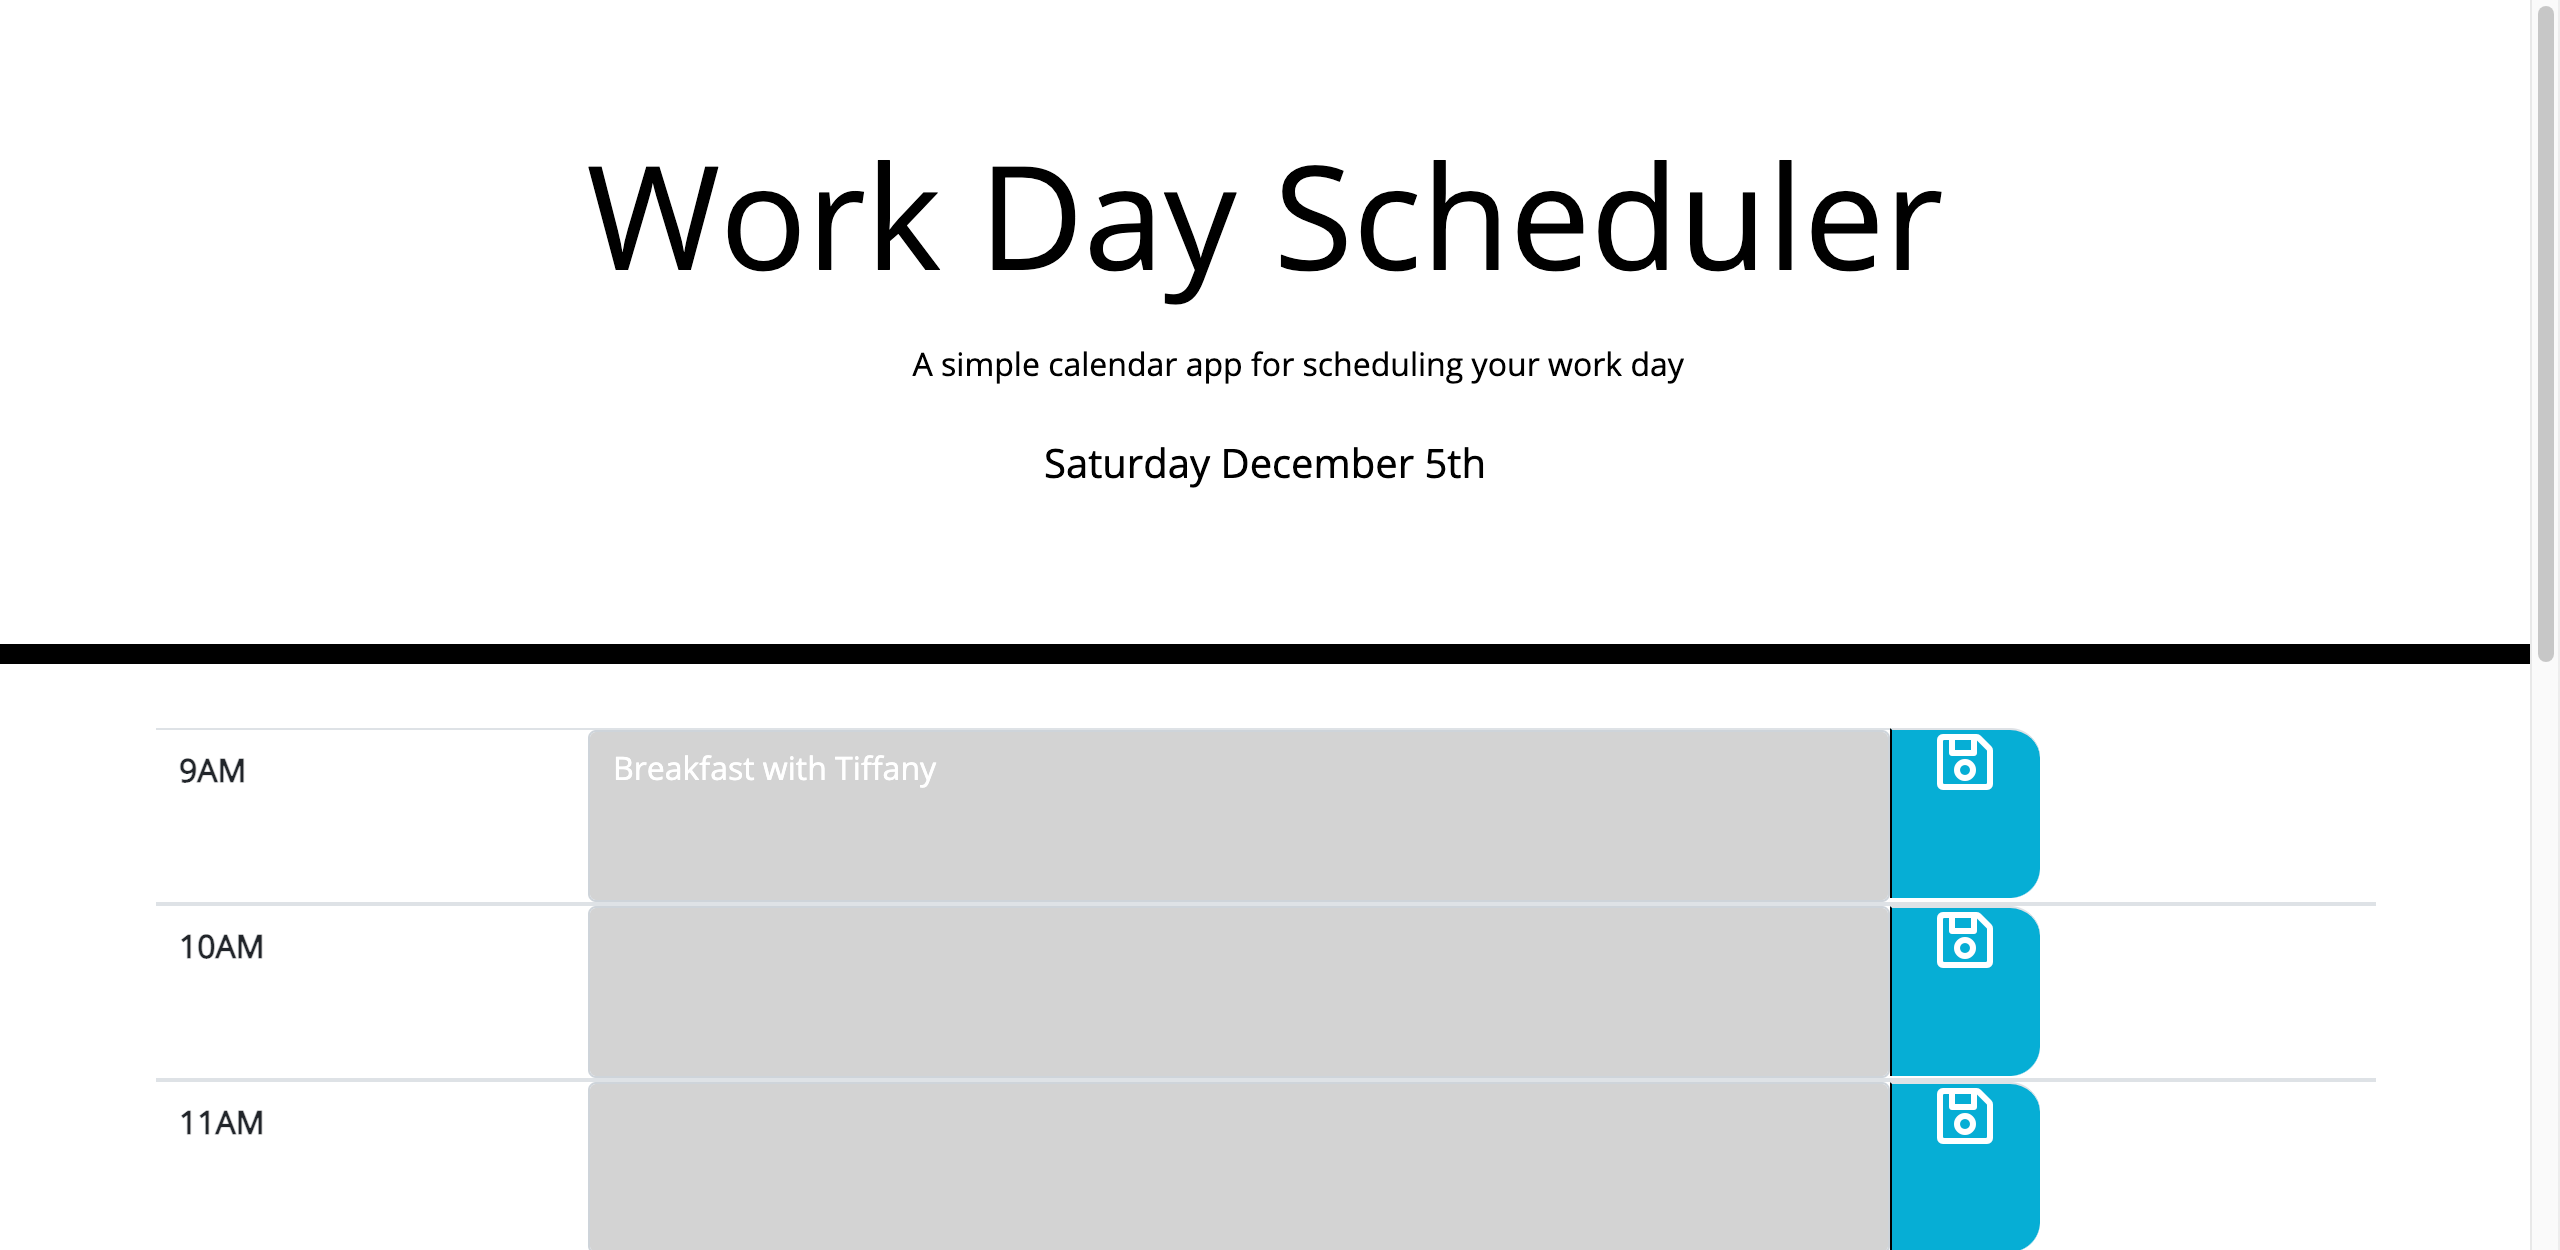 Work Day Scheduler
A simple calendar app for scheduling your work day
Saturday December 5th
9AM
Breakfast with Tiffany
10AM
11AM